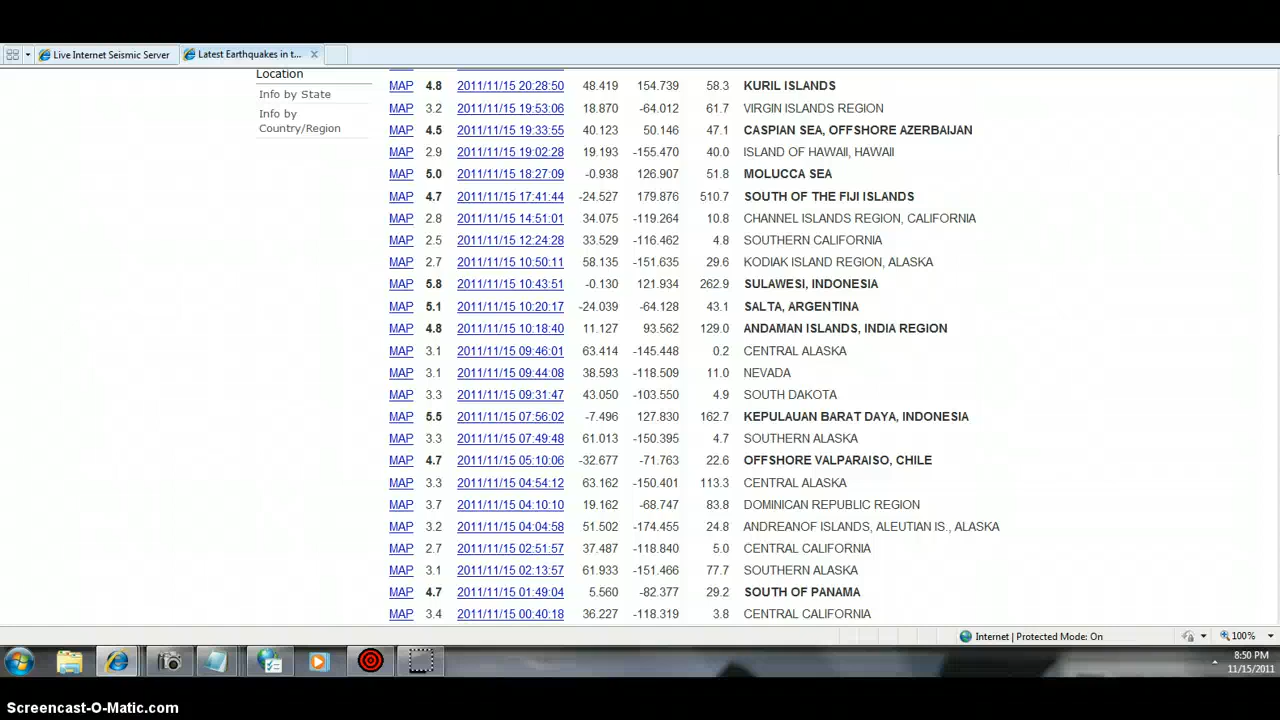 Live Internet Seismic Server
Latest Earthquakes in t...
Location
Info by State
Info by
Country/Region
MAP 4.8 2011/11/15 20:28:50 48.419 154.739 58.3 KURIL ISLANDS
MAP 3.2 2011/11/15 19:53:06 18.870 -64.012 61.7 VIRGIN ISLANDS REGION
MAP 4.5 2011/11/15 19:33:55 40.123 50.146 47.1 CASPIAN SEA, OFFSHORE AZERBAIJAN
MAP 2.9 2011/11/15 19:02:28 19.193 -155.470 40.0 ISLAND OF HAWAII, HAWAII
MAP 5.0 2011/11/15 18:27:09 -0.938 126.907 51.8 MOLUCCA SEA
MAP 4.7 2011/11/15 17:41:44 -24.527 179.876 510.7 SOUTH OF THE FIJI ISLANDS
MAP 2.8 2011/11/15 14:51:01 34.075 -119.264 10.8 CHANNEL ISLANDS REGION, CALIFORNIA
MAP 2.5 2011/11/15 12:24:28 33.529 -116.462 4.8 SOUTHERN CALIFORNIA
MAP 2.7 2011/11/15 10:50:11 58.135 -151.635 29.6 KODIAK ISLAND REGION, ALASKA
MAP 5.8 2011/11/15 10:43:51 -0.130 121.934 262.9 SULAWESI, INDONESIA
MAP 5.1 2011/11/15 10:20:17 -24.039 -64.128 43.1 SALTA, ARGENTINA
MAP 4.8 2011/11/15 10:18:40 11.127 93.562 129.0 ANDAMAN ISLANDS, INDIA REGION
MAP 3.1 2011/11/15 09:46:01 63.414 -145.448 0.2 CENTRAL ALASKA
MAP 3.1 2011/11/15 09:44:08 38.593 -118.509 11.0 NEVADA
MAP 3.3 2011/11/15 09:31:47 43.050 -103.550 4.9 SOUTH DAKOTA
MAP 5.5 2011/11/15 07:56:02 -7.496 127.830 162.7 KEPULAUAN BARAT DAYA, INDONESIA
MAP 3.3 2011/11/15 07:49:48 61.013 -150.395 4.7 SOUTHERN ALASKA
MAP 4.7 2011/11/15 05:10:06 -32.677 -71.763 22.6 OFFSHORE VALPARAISO, CHILE
MAP 3.3 2011/11/15 04:54:12 63.162 -150.401 113.3 CENTRAL ALASKA
MAP 3.7 2011/11/15 04:10:10 19.162 -68.747 83.8 DOMINICAN REPUBLIC REGION
MAP 3.2 2011/11/15 04:04:58 51.502 -174.455 24.8 ANDREANOF ISLANDS, ALEUTIAN IS., ALASKA
MAP 2.7 2011/11/15 02:51:57 37.487 -118.840 5.0 CENTRAL CALIFORNIA
MAP 3.1 2011/11/15 02:13:57 61.933 -151.466 77.7 SOUTHERN ALASKA
MAP 4.7 2011/11/15 01:49:04 5.560 -82.377 29.2 SOUTH OF PANAMA
MAP 3.4 2011/11/15 00:40:18 36.227 -118.319 3.8 CENTRAL CALIFORNIA
Internet | Protected Mode: On
100%
8:50 PM
11/15/2011
Screencast-O-Matic.com